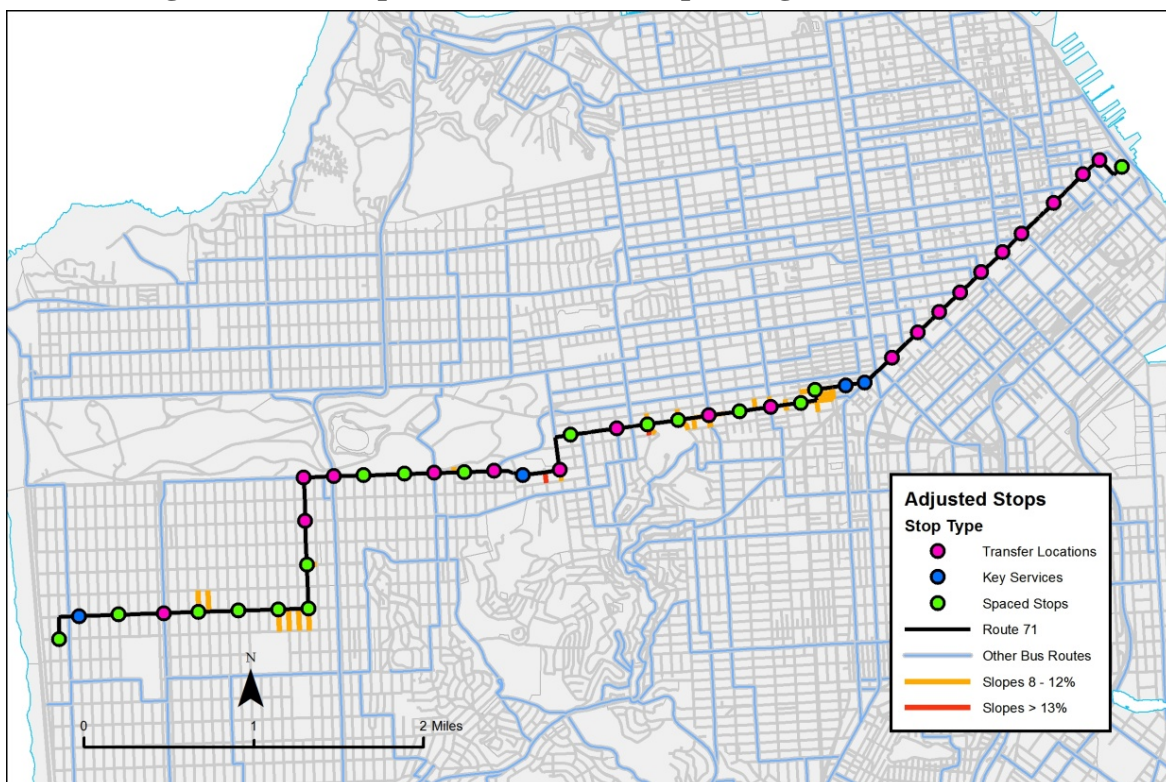 Adjusted Stops
Stop Type
Transfer Locations
Key Services
Spaced Stops
Route 71
Other Bus Routes
Slopes 8 - 12%
Slopes > 13%
N
0 1 2 Miles